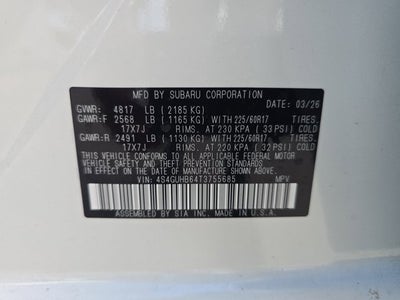 MFD BY SUBARU CORPORATION DATE: 03/26
GVWR: 4817 LB (2185 KG)
GAWR:F 2568 LB (1165 KG) WITH 225/60R17 TIRES,
17X7J RIMS, AT 230 KPA (33 PSI) COLD
GAWR:R 2491 LB (1130 KG) WITH 225/60R17 TIRES,
17X7J RIMS, AT 220 KPA (32 PSI) COLD
THIS VEHICLE CONFORMS TO ALL APPLICABLE FEDERAL MOTOR
VEHICLE SAFETY AND THEFT PREVENTION STANDARDS
IN EFFECT ON THE DATE OF MANUFACTURE SHOWN ABOVE.
VIN: 4S4GUHB64T3755685 MPV
ASSEMBLED BY SIA INC. MADE IN U.S.A.